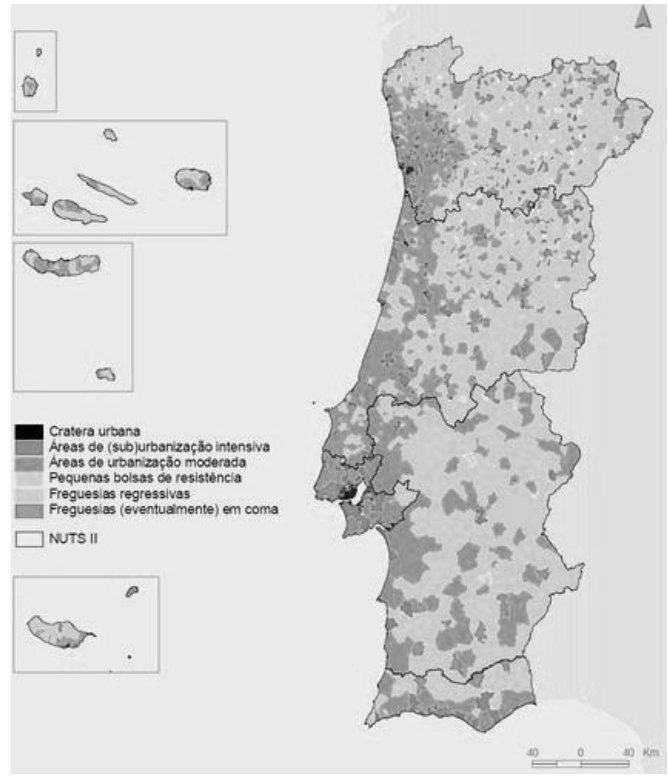 Cratera urbana
Áreas de (sub)urbanização intensiva
Áreas de urbanização moderada
Pequenas bolsas de resistência
Freguesias regressivas
Freguesias (eventualmente) em coma
NUTS II
40 0 40 Km